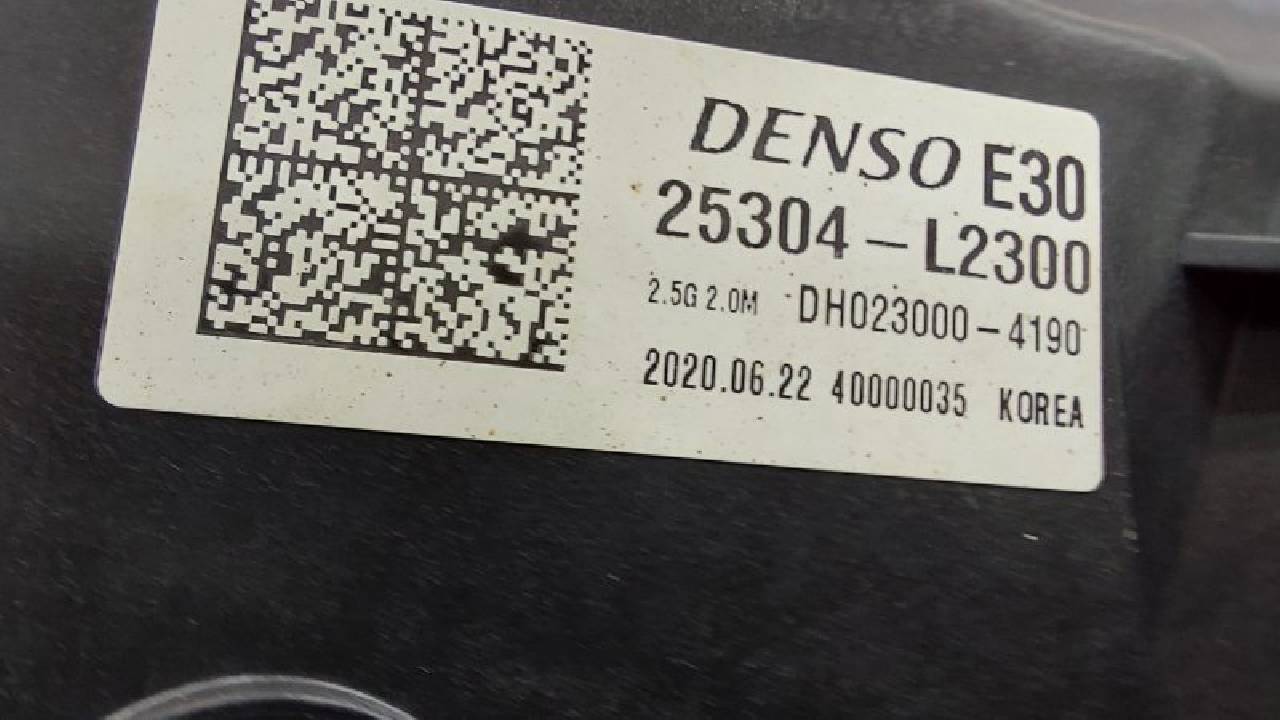 DENSO E30
25304-L2300
2.5G 2.0M DH023000-4190
2020.06.22 40000035 KOREA